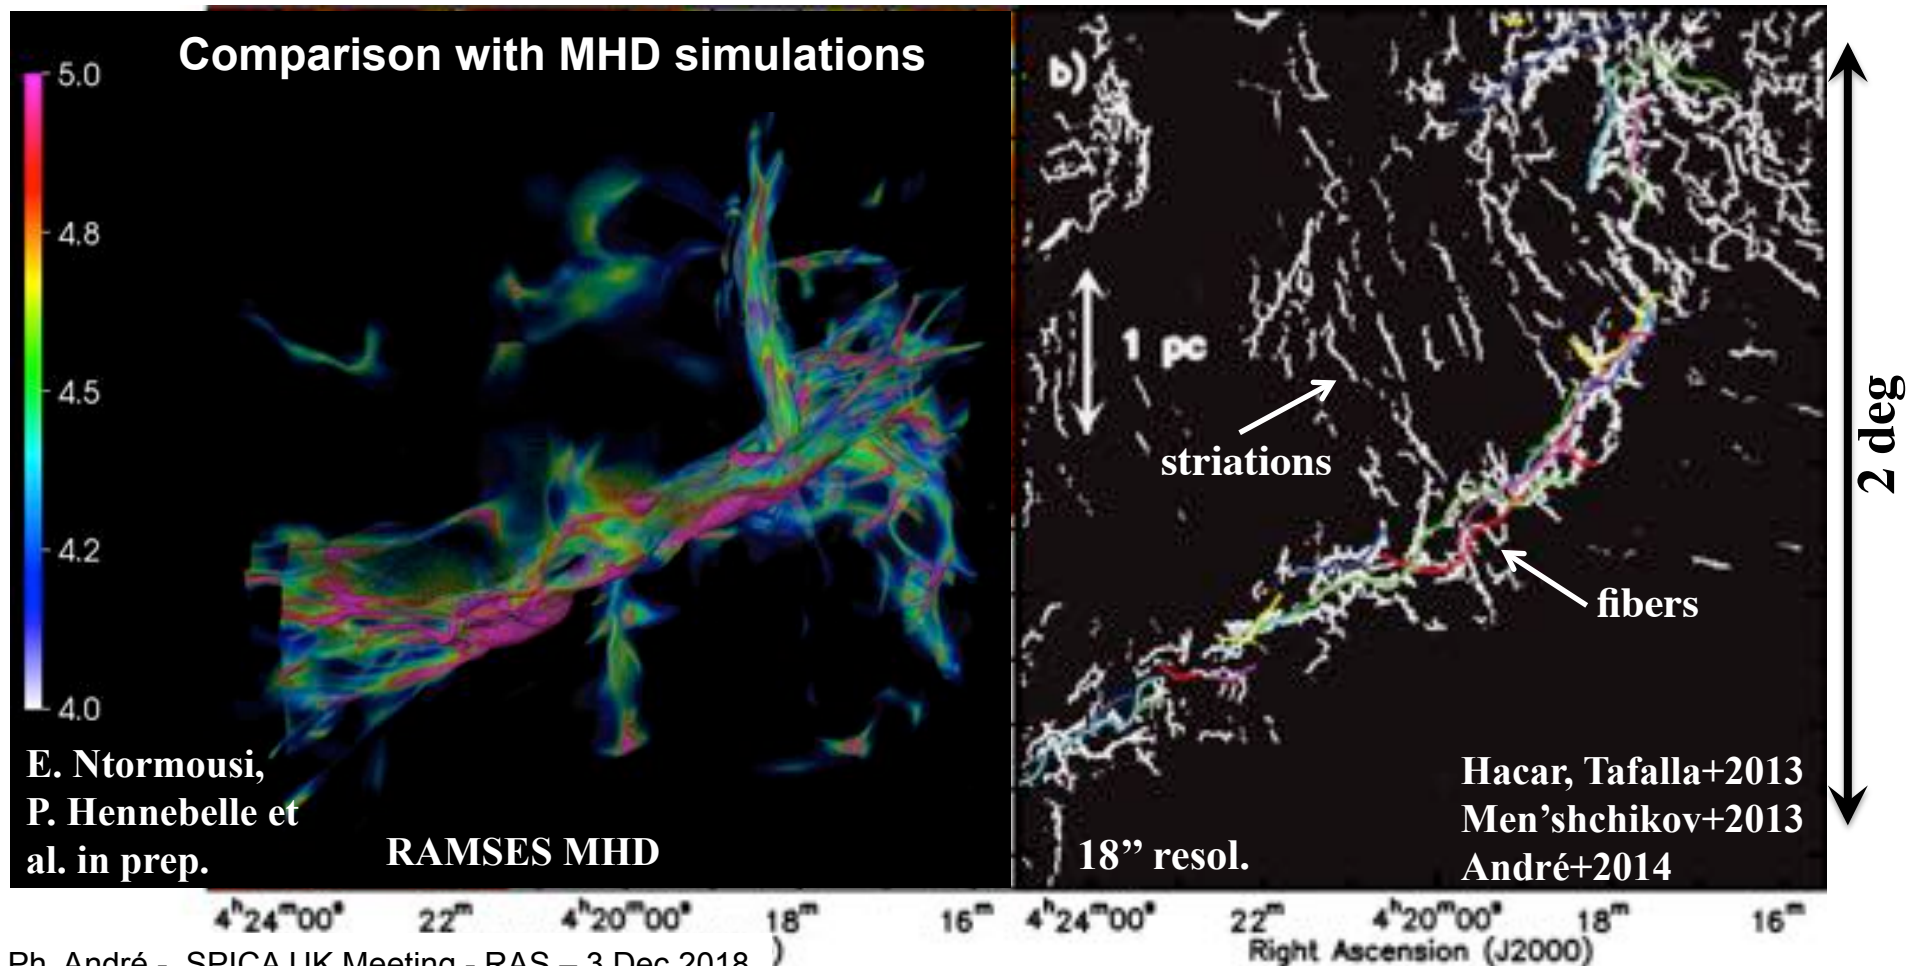 Comparison with MHD simulations
5.0
4.8
4.5
4.2
4.0
E. Ntormousi,
P. Hennebelle et
al. in prep.
RAMSES MHD
b)
1 pc
striations
fibers
18’’ resol.
Hacar, Tafalla+2013
Men’shchikov+2013
André+2014
2 deg
4ʰ24ᵐ00ˢ 22ᵐ 4ʰ20ᵐ00ˢ 18ᵐ 16ᵐ
4ʰ24ᵐ00ˢ 22ᵐ 4ʰ20ᵐ00ˢ 18ᵐ 16ᵐ
)
Right Ascension (J2000)
Ph. André - SPICA UK Meeting - RAS – 3 Dec 2018